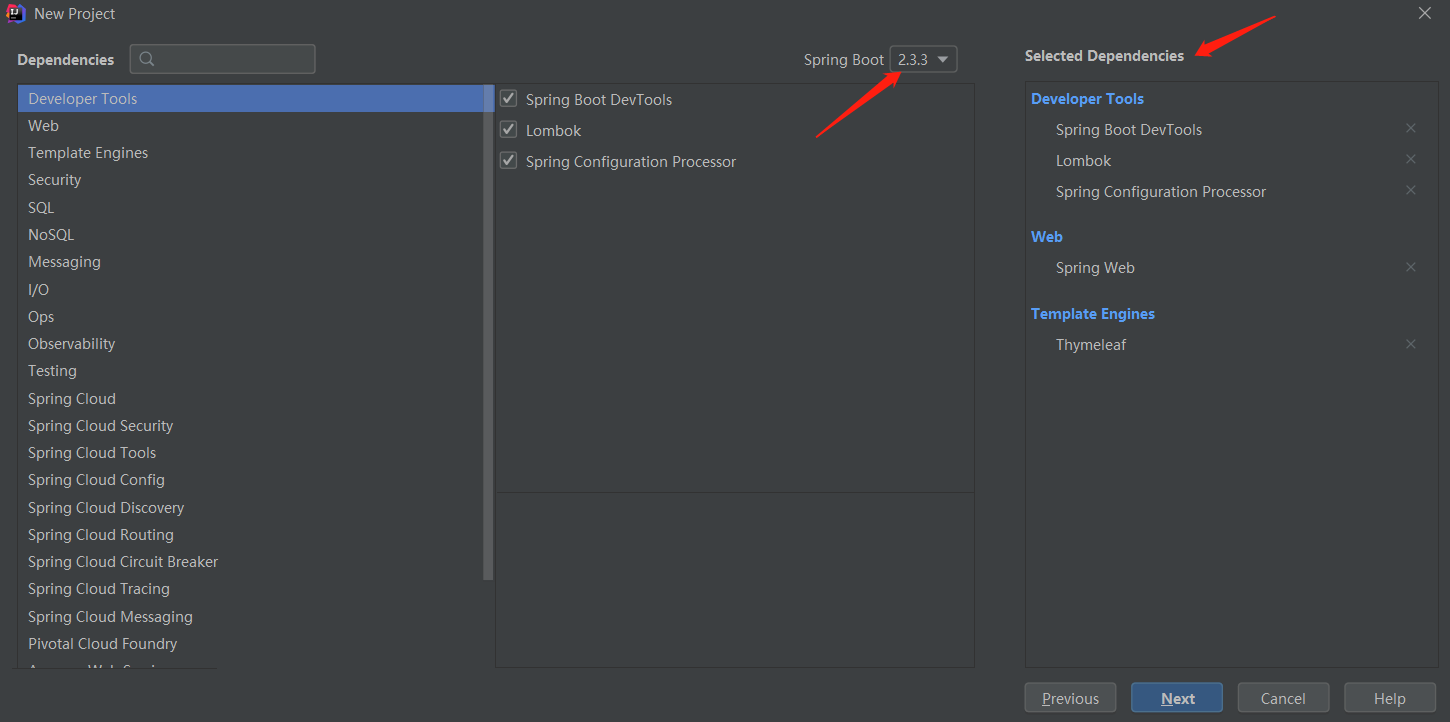 New Project
Dependencies
Spring Boot 2.3.3
Selected Dependencies
Developer Tools
Web
Template Engines
Security
SQL
NoSQL
Messaging
I/O
Ops
Observability
Testing
Spring Cloud
Spring Cloud Security
Spring Cloud Tools
Spring Cloud Config
Spring Cloud Discovery
Spring Cloud Routing
Spring Cloud Circuit Breaker
Spring Cloud Tracing
Spring Cloud Messaging
Pivotal Cloud Foundry
Spring Boot DevTools
Lombok
Spring Configuration Processor
Developer Tools
Spring Boot DevTools
Lombok
Spring Configuration Processor
Web
Spring Web
Template Engines
Thymeleaf
Previous
Next
Cancel
Help